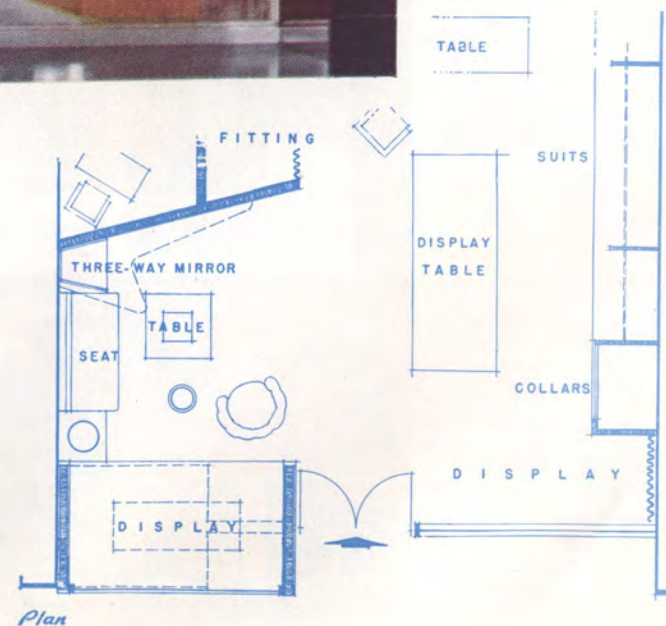 TABLE
FITTING
SUITS
THREE-WAY MIRROR
DISPLAY
TABLE
TABLE
SEAT
COLLARS
DISPLAY
DISPLAY
Plan